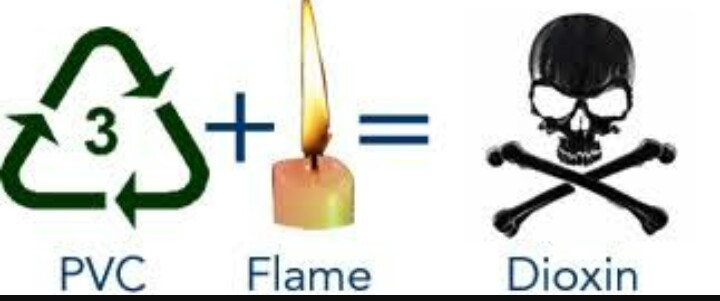 3 + =
PVC Flame Dioxin